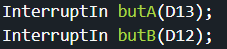 InterruptIn butA(D13);
InterruptIn butB(D12);